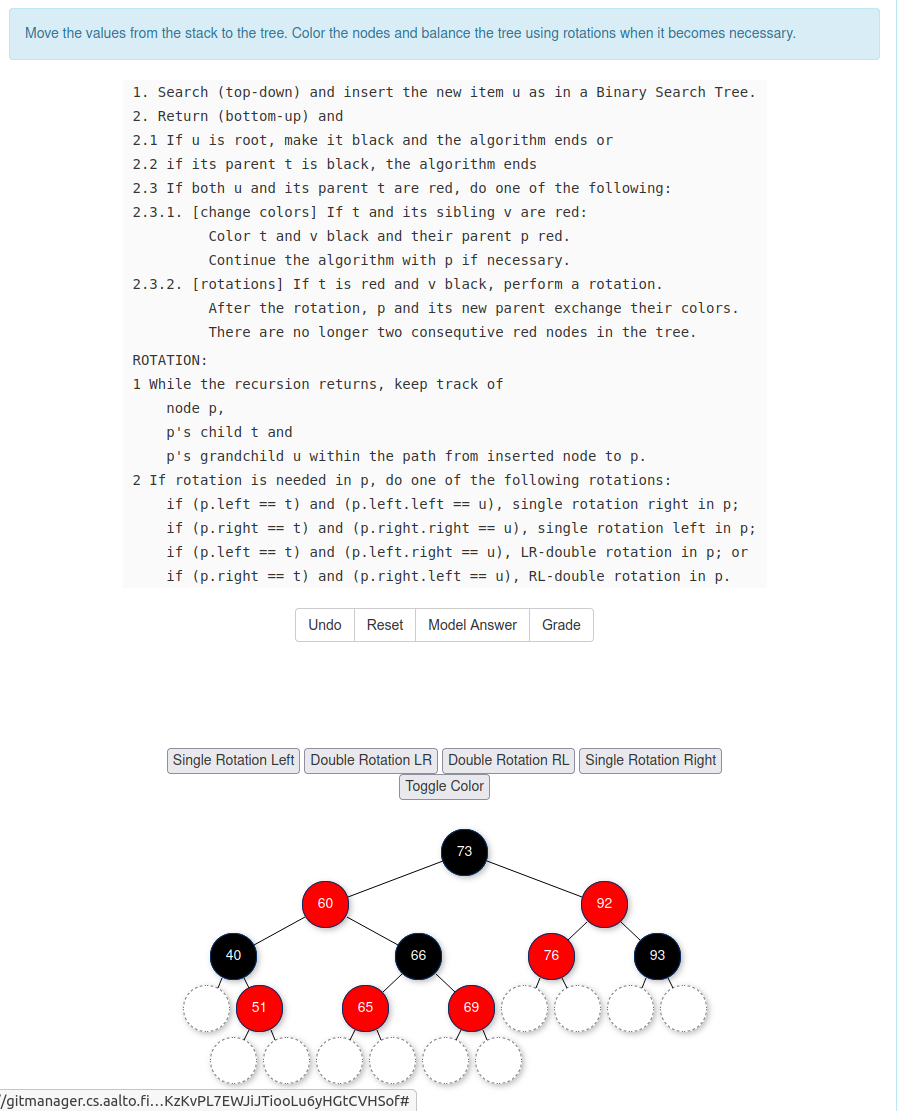 Move the values from the stack to the tree. Color the nodes and balance the tree using rotations when it becomes necessary.
1. Search (top-down) and insert the new item u as in a Binary Search Tree.
2. Return (bottom-up) and
2.1 If u is root, make it black and the algorithm ends or
2.2 if its parent t is black, the algorithm ends
2.3 If both u and its parent t are red, do one of the following:
2.3.1. [change colors] If t and its sibling v are red:
Color t and v black and their parent p red.
Continue the algorithm with p if necessary.
2.3.2. [rotations] If t is red and v black, perform a rotation.
After the rotation, p and its new parent exchange their colors.
There are no longer two consequtive red nodes in the tree.
ROTATION:
1 While the recursion returns, keep track of
node p,
p's child t and
p's grandchild u within the path from inserted node to p.
2 If rotation is needed in p, do one of the following rotations:
if (p.left == t) and (p.left.left == u), single rotation right in p;
if (p.right == t) and (p.right.right == u), single rotation left in p;
if (p.left == t) and (p.left.right == u), LR-double rotation in p; or
if (p.right == t) and (p.right.left == u), RL-double rotation in p.
Undo Reset Model Answer Grade
Single Rotation Left Double Rotation LR Double Rotation RL Single Rotation Right
Toggle Color
73
60 92
40 66 76 93
51 65 69
/gitmanager.cs.aalto.fi...KzKvPL7EWJiJTiooLu6yHGtCVHSof#